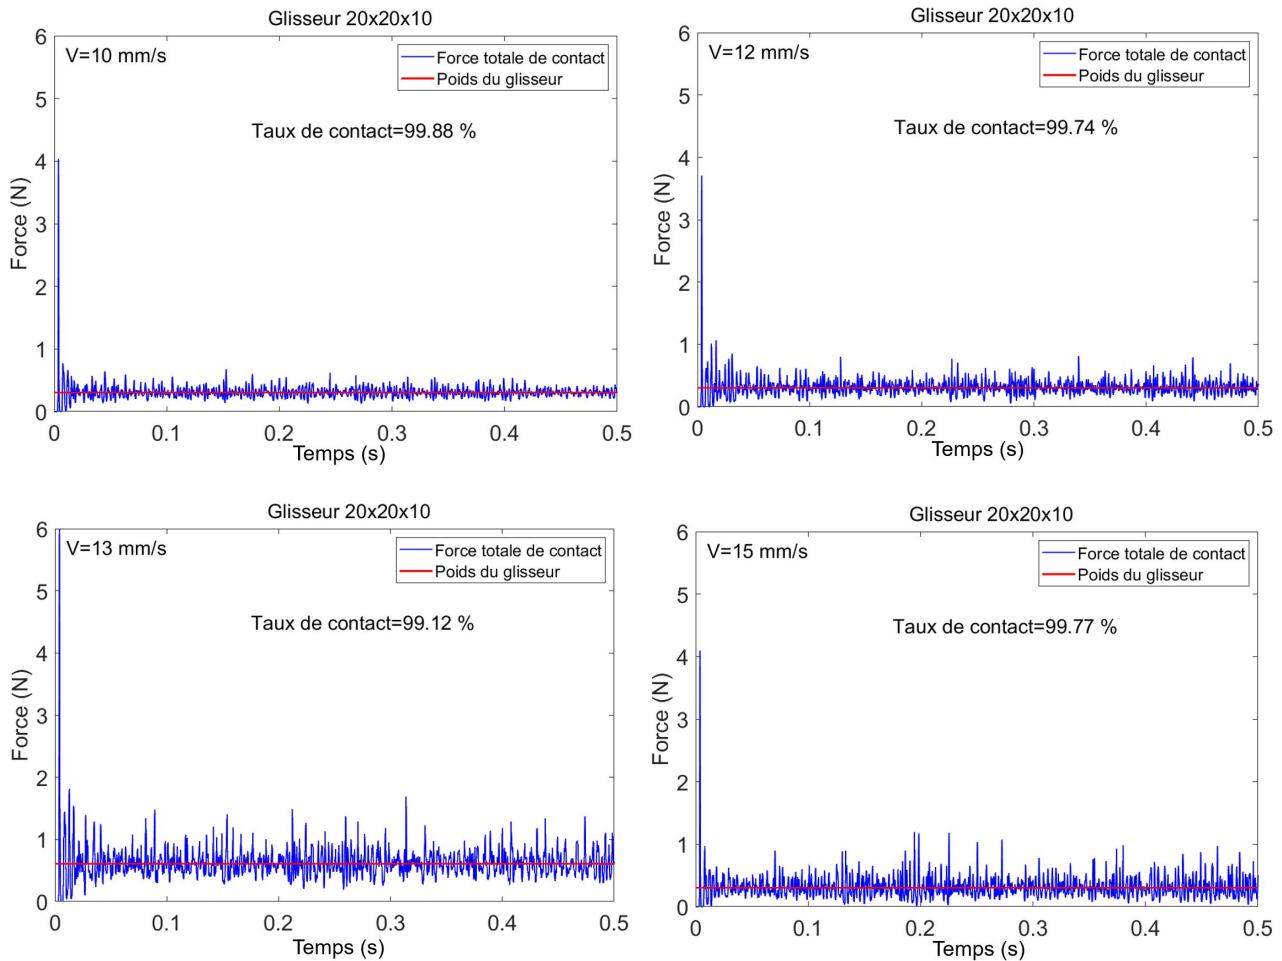 Glisseur 20x20x10
V=10 mm/s
Force totale de contact
Poids du glisseur
Taux de contact=99.88 %
Force (N)
6
5
4
3
2
1
0
0 0.1 0.2 0.3 0.4 0.5
Temps (s)
Glisseur 20x20x10
V=12 mm/s
Force totale de contact
Poids du glisseur
Taux de contact=99.74 %
Force (N)
6
5
4
3
2
1
0
0 0.1 0.2 0.3 0.4 0.5
Temps (s)
Glisseur 20x20x10
V=13 mm/s
Force totale de contact
Poids du glisseur
Taux de contact=99.12 %
Force (N)
6
5
4
3
2
1
0
0 0.1 0.2 0.3 0.4 0.5
Temps (s)
Glisseur 20x20x10
V=15 mm/s
Force totale de contact
Poids du glisseur
Taux de contact=99.77 %
Force (N)
6
5
4
3
2
1
0
0 0.1 0.2 0.3 0.4 0.5
Temps (s)